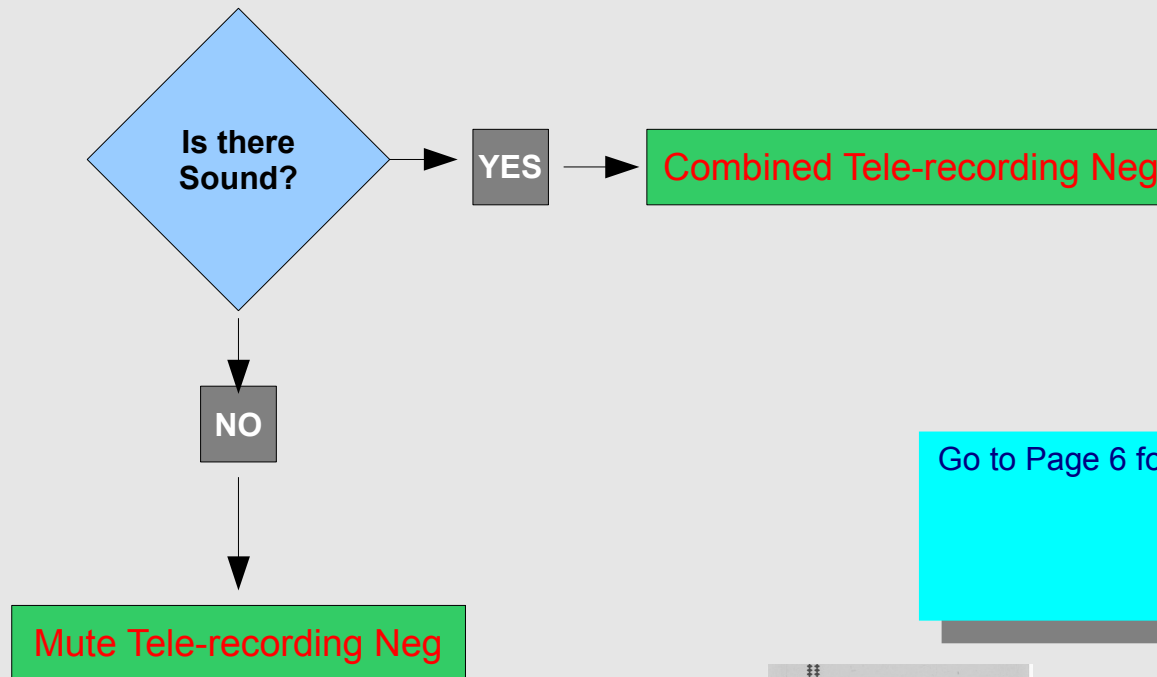 Is there
Sound?
YES
Combined Tele-recording Neg
NO
Go to Page 6
Mute Tele-recording Neg